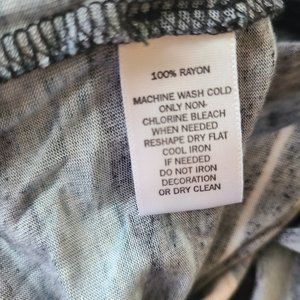 100% RAYON
MACHINE WASH COLD
ONLY NON-
CHLORINE BLEACH
WHEN NEEDED
RESHAPE DRY FLAT
COOL IRON
IF NEEDED
DO NOT IRON
DECORATION
OR DRY CLEAN